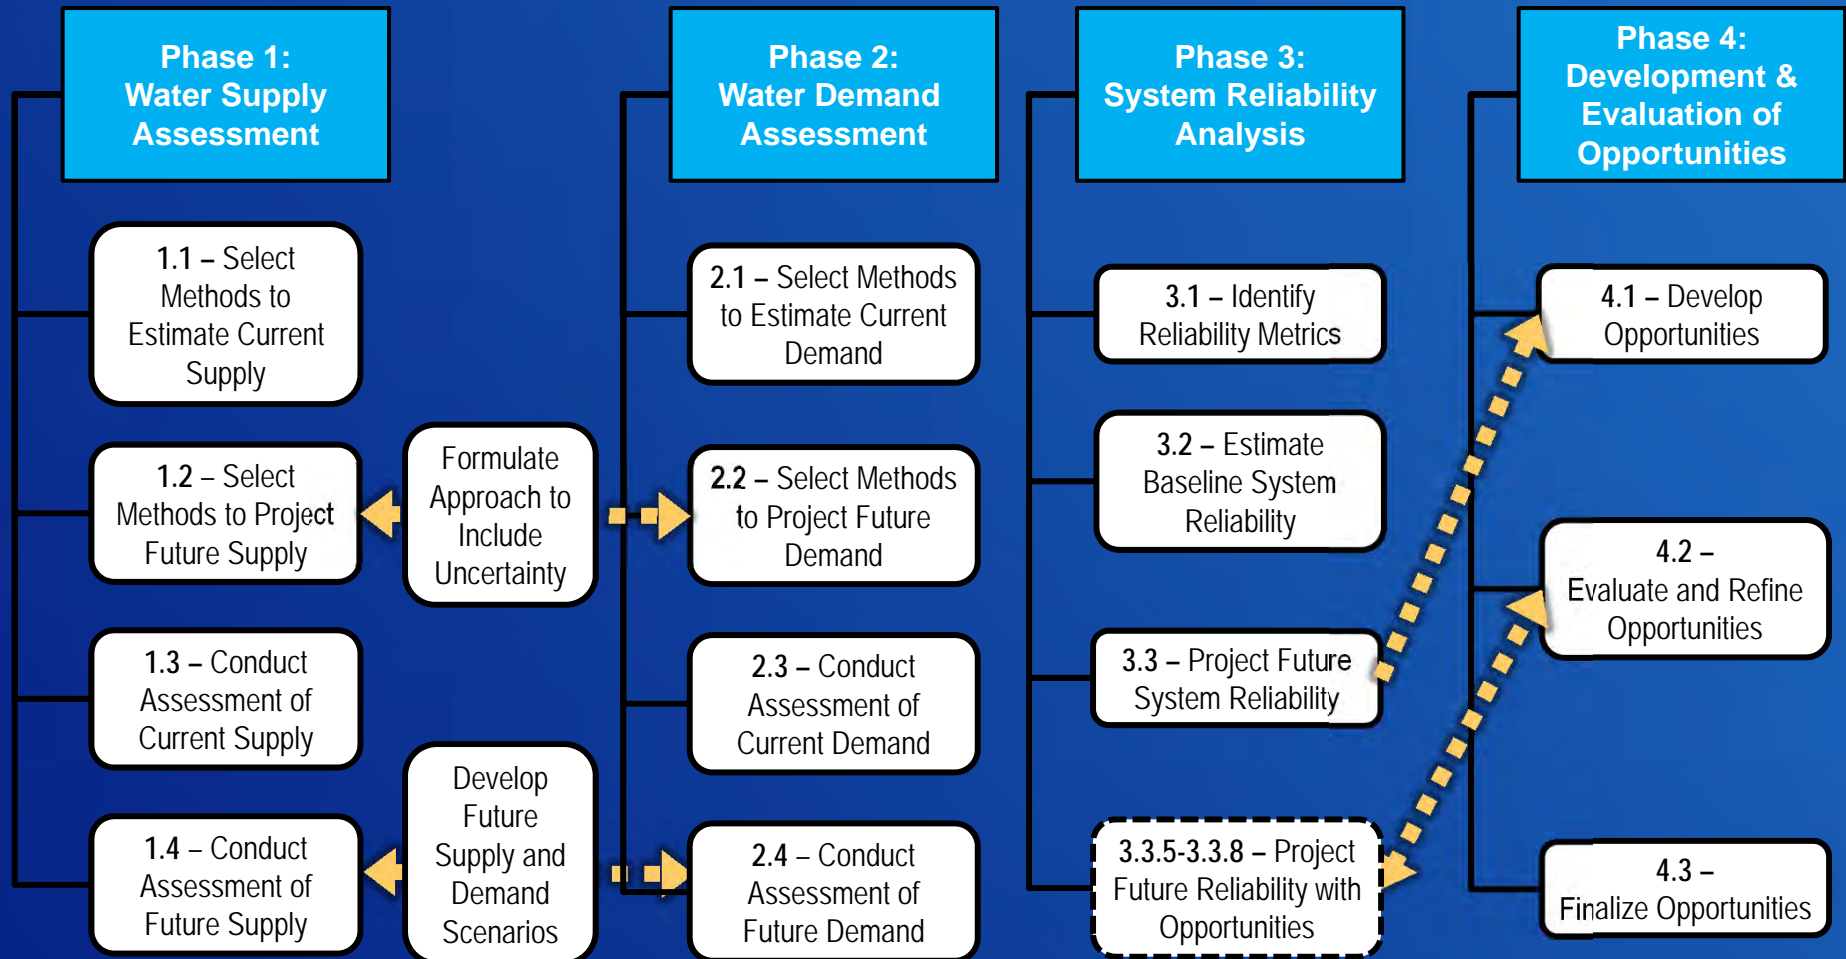 Phase 1:
Water Supply
Assessment
1.1 – Select
Methods to
Estimate Current
Supply
1.2 – Select
Methods to Project
Future Supply
1.3 – Conduct
Assessment of
Current Supply
1.4 – Conduct
Assessment of
Future Supply
Formulate
Approach to
Include
Uncertainty
Develop
Future
Supply and
Demand
Scenarios
Phase 2:
Water Demand
Assessment
2.1 – Select Methods
to Estimate Current
Demand
2.2 – Select Methods
to Project Future
Demand
2.3 – Conduct
Assessment of
Current Demand
2.4 – Conduct
Assessment of
Future Demand
Phase 3:
System Reliability
Analysis
3.1 – Identify
Reliability Metrics
3.2 – Estimate
Baseline System
Reliability
3.3 – Project Future
System Reliability
3.3.5-3.3.8 – Project
Future Reliability with
Opportunities
Phase 4:
Development &
Evaluation of
Opportunities
4.1 – Develop
Opportunities
4.2 –
Evaluate and Refine
Opportunities
4.3 –
Finalize Opportunities